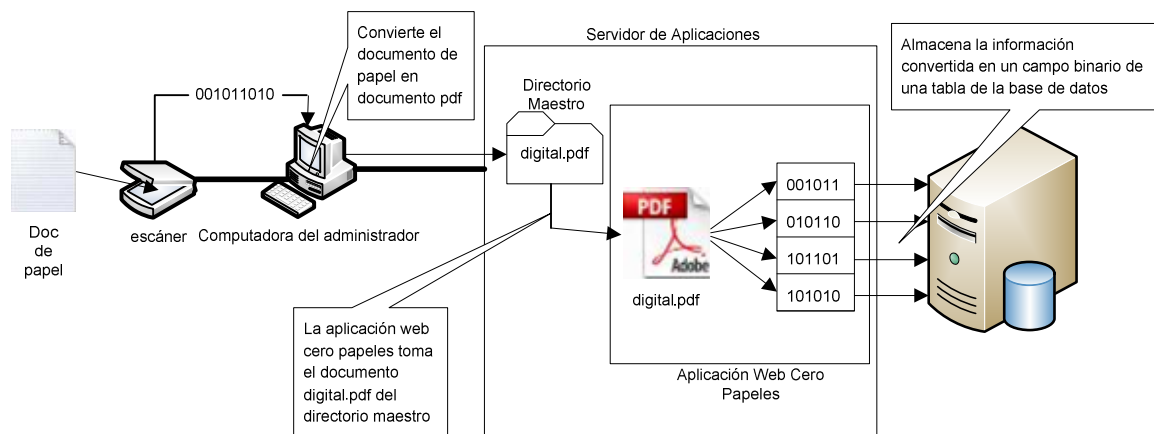 Doc
de
papel
escáner
001011010
Computadora del administrador
Convierte el
documento de
papel en
documento pdf
Servidor de Aplicaciones
Directorio
Maestro
digital.pdf
La aplicación web
cero papeles toma
el documento
digital.pdf del
directorio maestro
PDF
Adobe
digital.pdf
001011
010110
101101
101010
Aplicación Web Cero
Papeles
Almacena la información
convertida en un campo binario de
una tabla de la base de datos